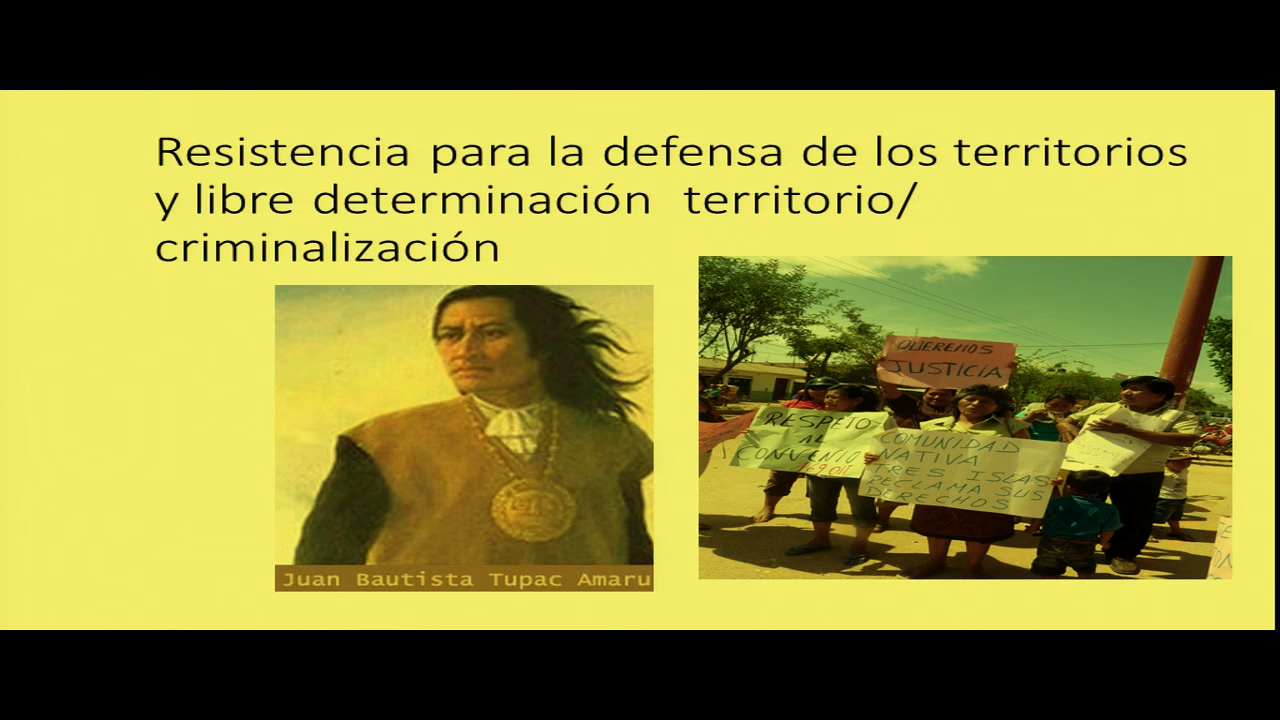 Resistencia para la defensa de los territorios
y libre determinación territorio/
criminalización
Juan Bautista Tupac Amaru
QUEREMOS
JUSTICIA
RESPETO
AL
CONVENIO
169 OIT
COMUNIDAD
NATIVA
TRES ISLAS
RECLAMA SUS
DERECHOS